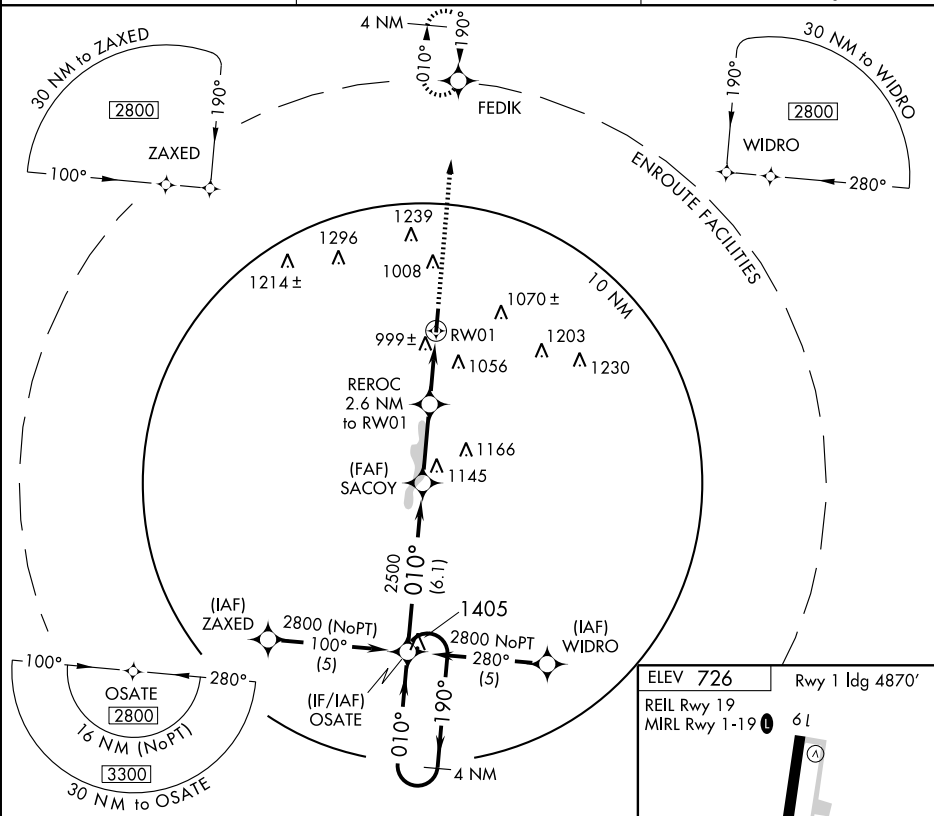 4 NM
010°
190°
FEDIK
30 NM to ZAXED
2800
190°
ZAXED
100°
30 NM to WIDRO
190°
2800
WIDRO
280°
ENROUTE FACILITIES
10 NM
1239
1296
1214 ±
1008
1070 ±
RW01
999 ±
1203
1056
1230
REROC
2.6 NM
to RW01
1166
1145
(FAF)
SACOY
2500
010°
(6.1)
1405
(IAF)
ZAXED
2800 (NoPT)
100°
(5)
2800 NoPT
280°
(5)
(IAF)
WIDRO
(IF/IAF)
OSATE
010°
190°
4 NM
100°
280°
OSATE
2800
16 NM (NoPT)
3300
30 NM to OSATE
ELEV 726
Rwy 1 ldg 4870'
REIL Rwy 19
MIRL Rwy 1-19 L
19